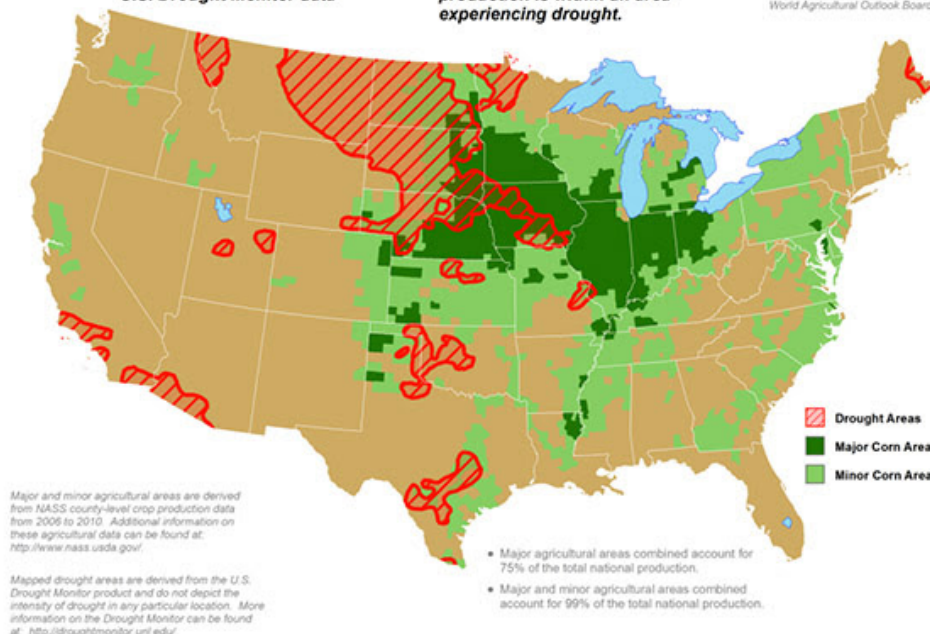 experiencing drought.
World Agricultural Outlook Board
Drought Areas
Major Corn Area
Minor Corn Area
Major and minor agricultural areas are derived
from NASS county-level crop production data
from 2006 to 2010. Additional information on
these agricultural data can be found at:
http://www.nass.usda.gov/.
Mapped drought areas are derived from the U.S.
Drought Monitor product and do not depict the
intensity of drought in any particular location. More
information on the Drought Monitor can be found
at: http://droughtmonitor.unl.edu/
• Major agricultural areas combined account for
75% of the total national production.
• Major and minor agricultural areas combined
account for 99% of the total national production.